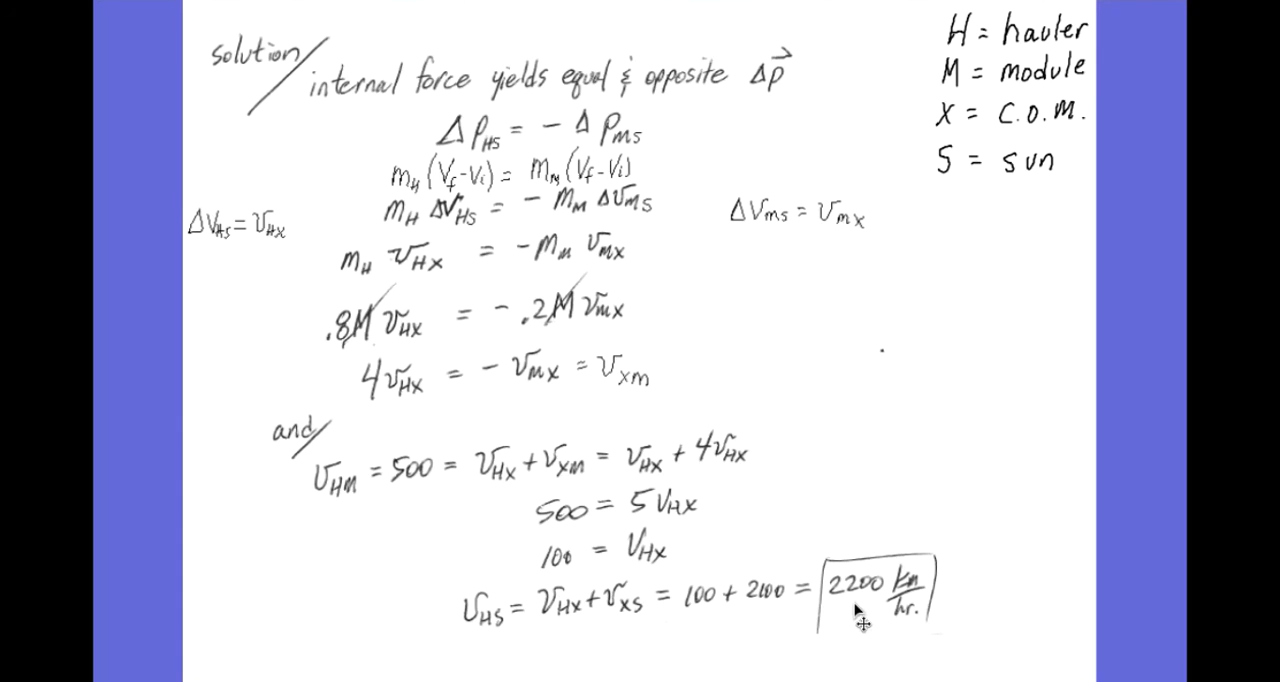 solution/
internal force yields equal & opposite Δp⃗
ΔP_HS = - ΔP_MS
m_H (V_f-V_i) = m_M (V_f-V_i)
m_H ΔV_HS = - m_M ΔV_MS
ΔV_HS = V_HX
ΔV_MS = V_MX
m_H V_HX = -m_M V_MX
.8M V_HX = - .2M V_MX
4V_HX = - V_MX = V_XM
and/
V_HM = 500 = V_HX + V_XM = V_HX + 4V_HX
500 = 5V_HX
100 = V_HX
V_HS = V_HX + V_XS = 100 + 2100 = 2200 km/hr.
H = hauler
M = module
X = C.O.M.
S = sun